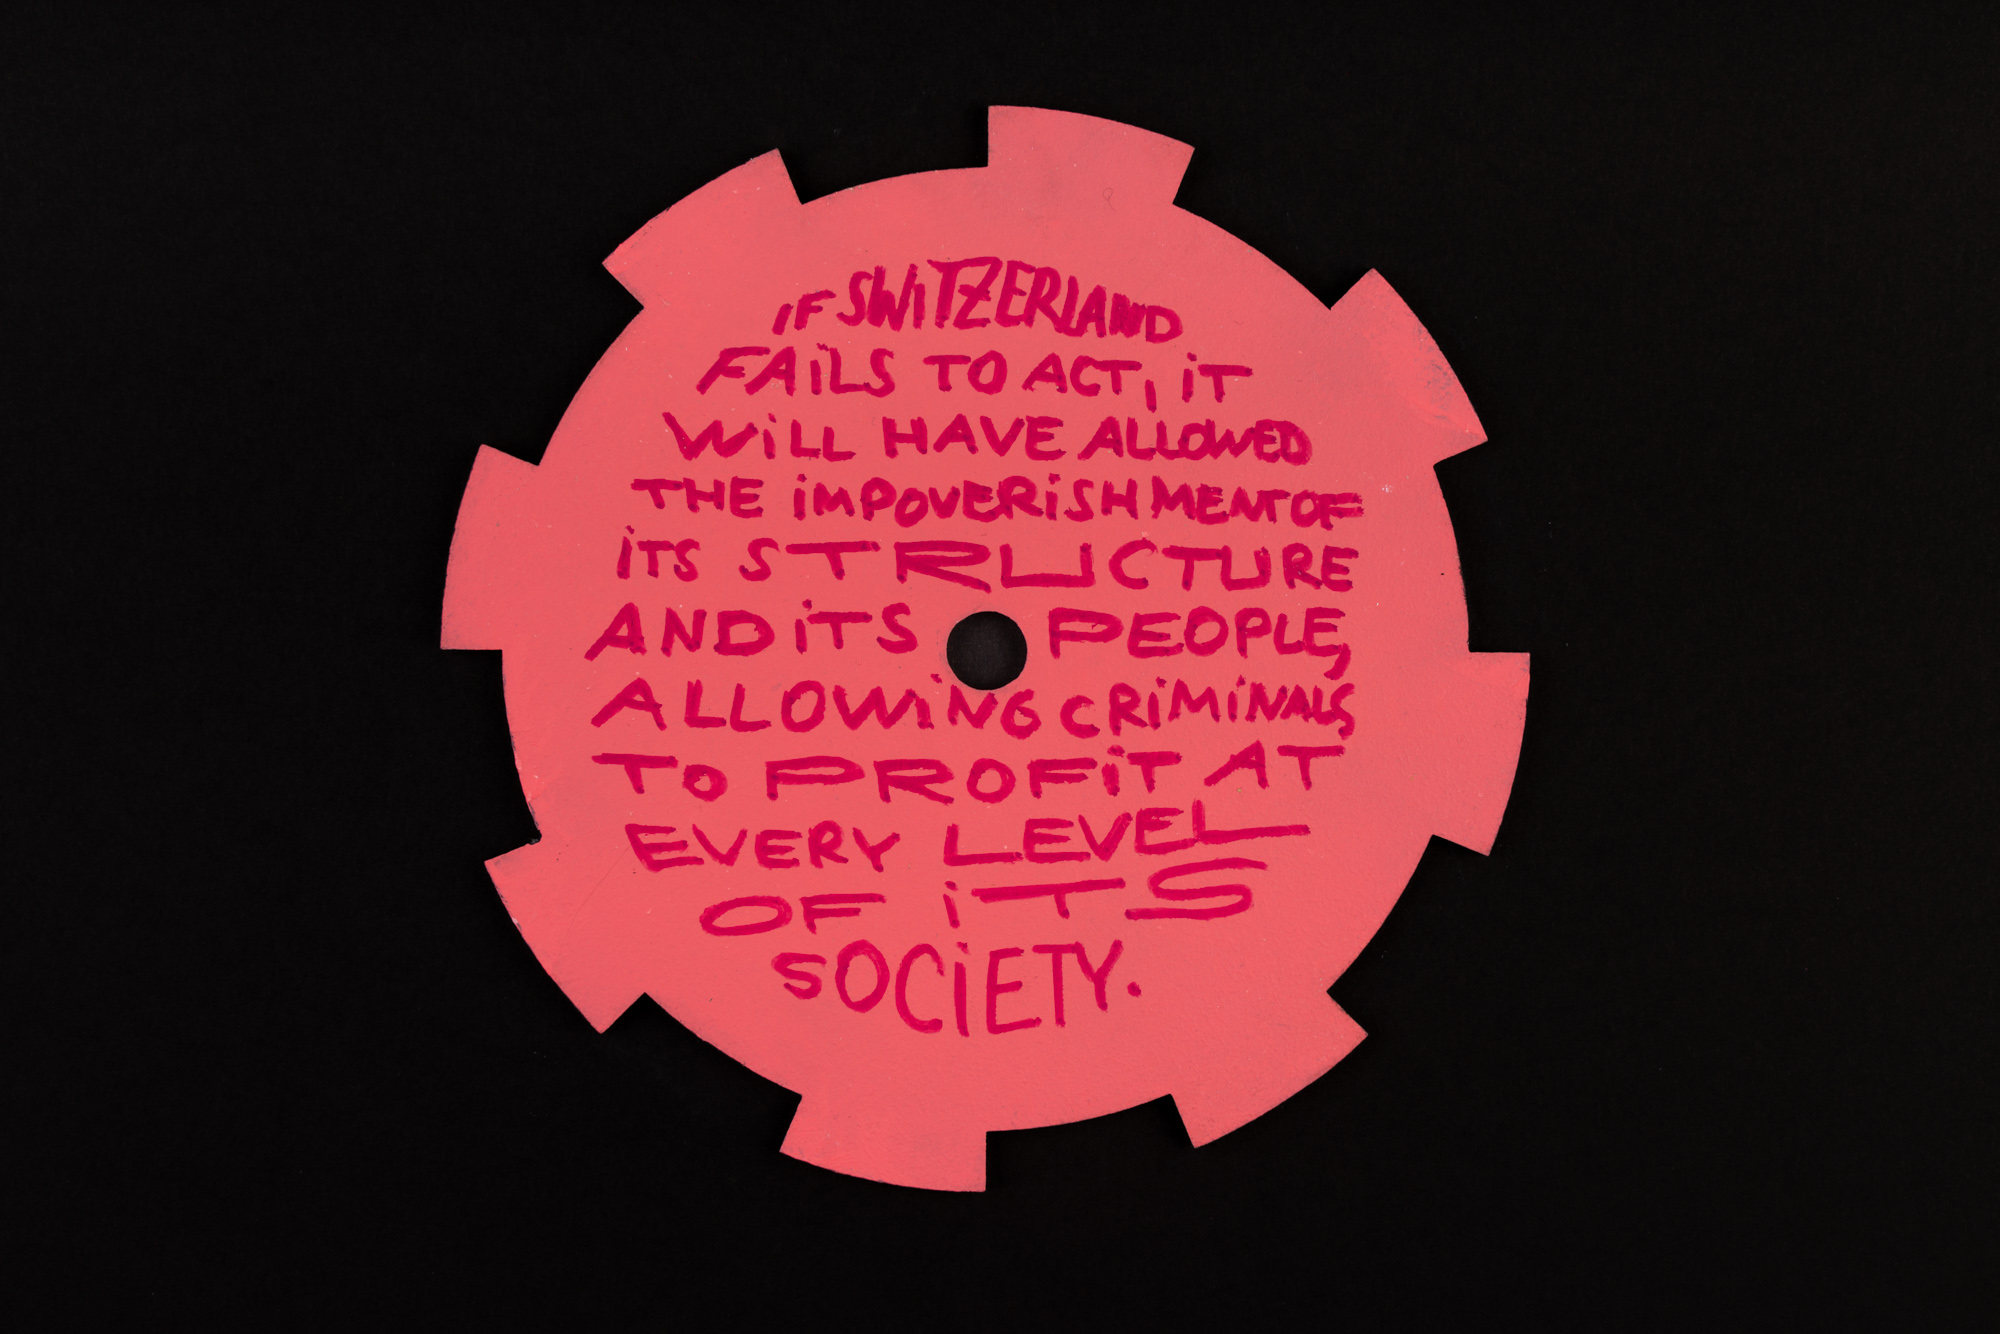 IF SWITZERLAND
FAILS TO ACT, IT
WILL HAVE ALLOWED
THE IMPOVERISHMENT OF
ITS STRUCTURE
AND ITS PEOPLE,
ALLOWING CRIMINALS
TO PROFIT AT
EVERY LEVEL
OF ITS
SOCIETY.